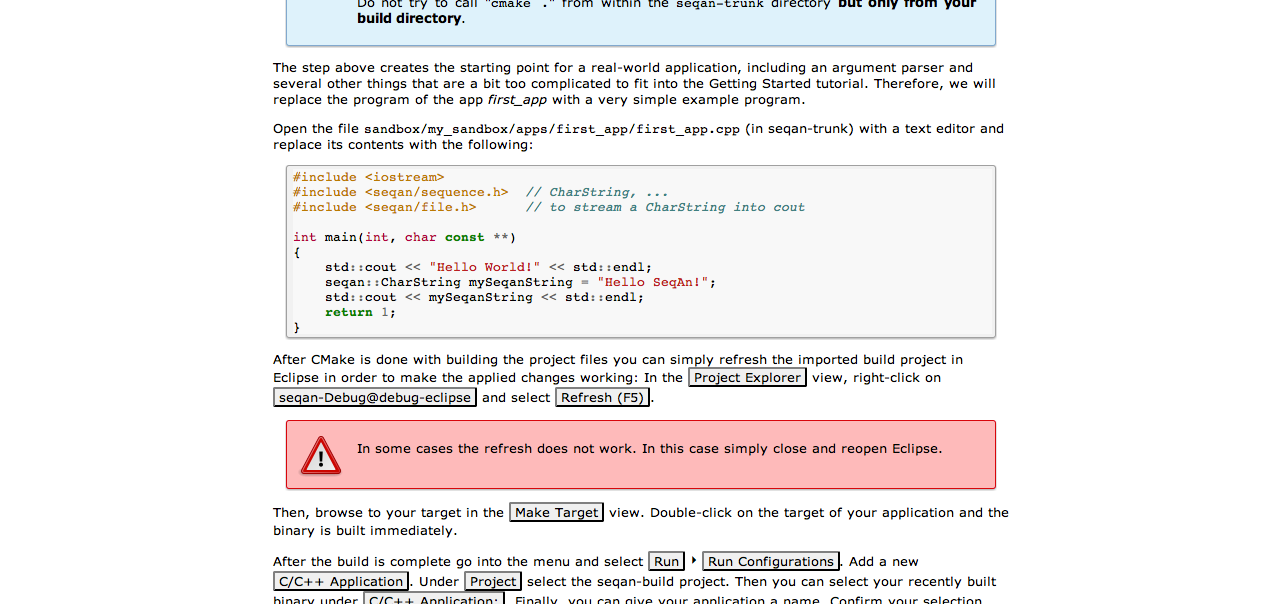 Do not try to call "cmake ." from within the seqan-trunk directory but only from your
build directory.
The step above creates the starting point for a real-world application, including an argument parser and
several other things that are a bit too complicated to fit into the Getting Started tutorial. Therefore, we will
replace the program of the app first_app with a very simple example program.
Open the file sandbox/my_sandbox/apps/first_app/first_app.cpp (in seqan-trunk) with a text editor and
replace its contents with the following:
#include <iostream>
#include <seqan/sequence.h>  // CharString, ...
#include <seqan/file.h>      // to stream a CharString into cout
int main(int, char const **)
{
    std::cout << "Hello World!" << std::endl;
    seqan::CharString mySeqanString = "Hello SeqAn!";
    std::cout << mySeqanString << std::endl;
    return 1;
}
After CMake is done with building the project files you can simply refresh the imported build project in
Eclipse in order to make the applied changes working: In the Project Explorer view, right-click on
seqan-Debug@debug-eclipse and select Refresh (F5).
In some cases the refresh does not work. In this case simply close and reopen Eclipse.
Then, browse to your target in the Make Target view. Double-click on the target of your application and the
binary is built immediately.
After the build is complete go into the menu and select Run ‣ Run Configurations. Add a new
C/C++ Application. Under Project select the seqan-build project. Then you can select your recently built
binary under C/C++ Application: Finally, you can give your application a name. Confirm your selection